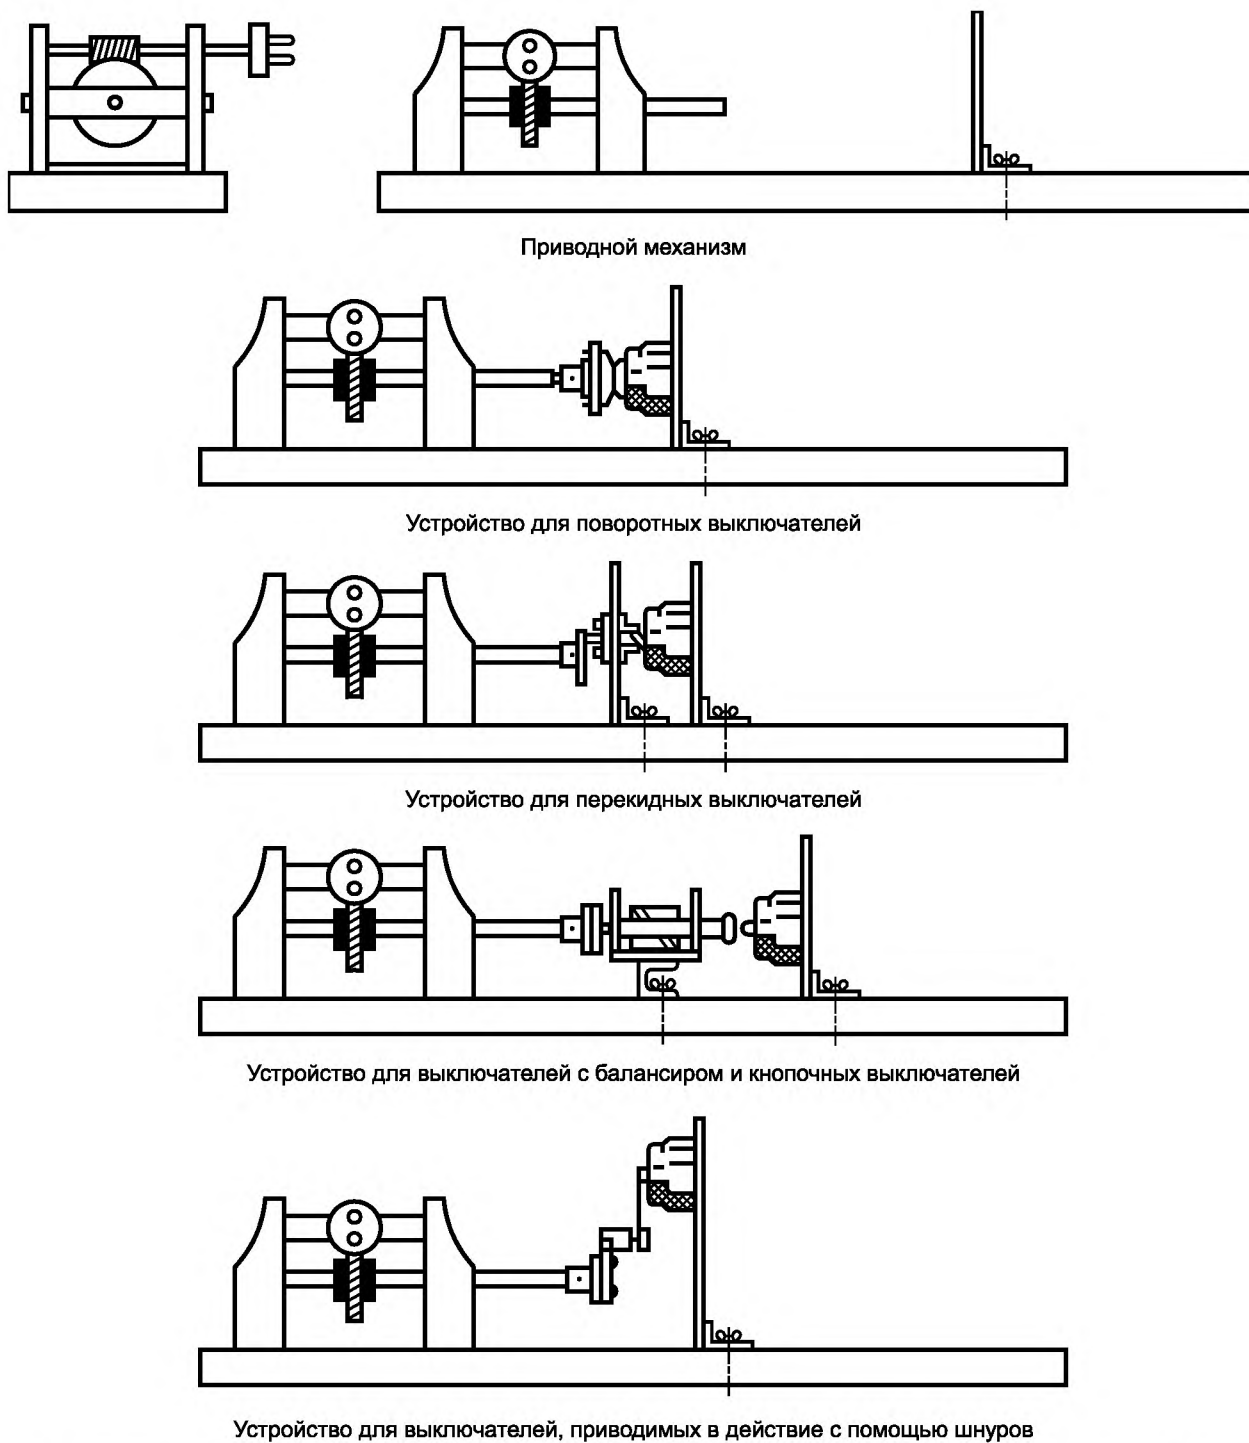 Приводной механизм
Устройство для поворотных выключателей
Устройство для перекидных выключателей
Устройство для выключателей с балансиром и кнопочных выключателей
Устройство для выключателей, приводимых в действие с помощью шнуров